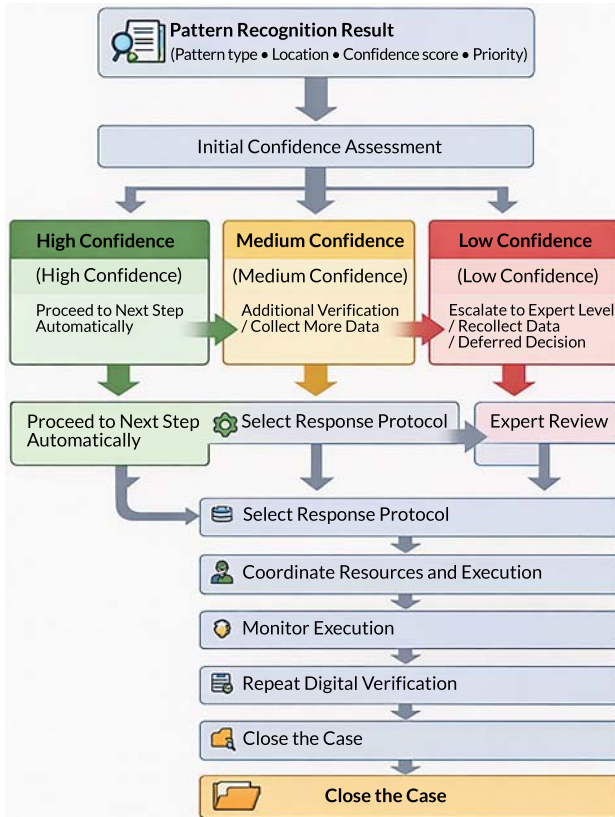 Pattern Recognition Result
(Pattern type • Location • Confidence score • Priority)
Initial Confidence Assessment
High Confidence
(High Confidence)
Proceed to Next Step
Automatically
Medium Confidence
(Medium Confidence)
Additional Verification
/ Collect More Data
Low Confidence
(Low Confidence)
Escalate to Expert Level
/ Recollect Data
/ Deferred Decision
Proceed to Next Step
Automatically
Select Response Protocol
Expert Review
Select Response Protocol
Coordinate Resources and Execution
Monitor Execution
Repeat Digital Verification
Close the Case
Close the Case